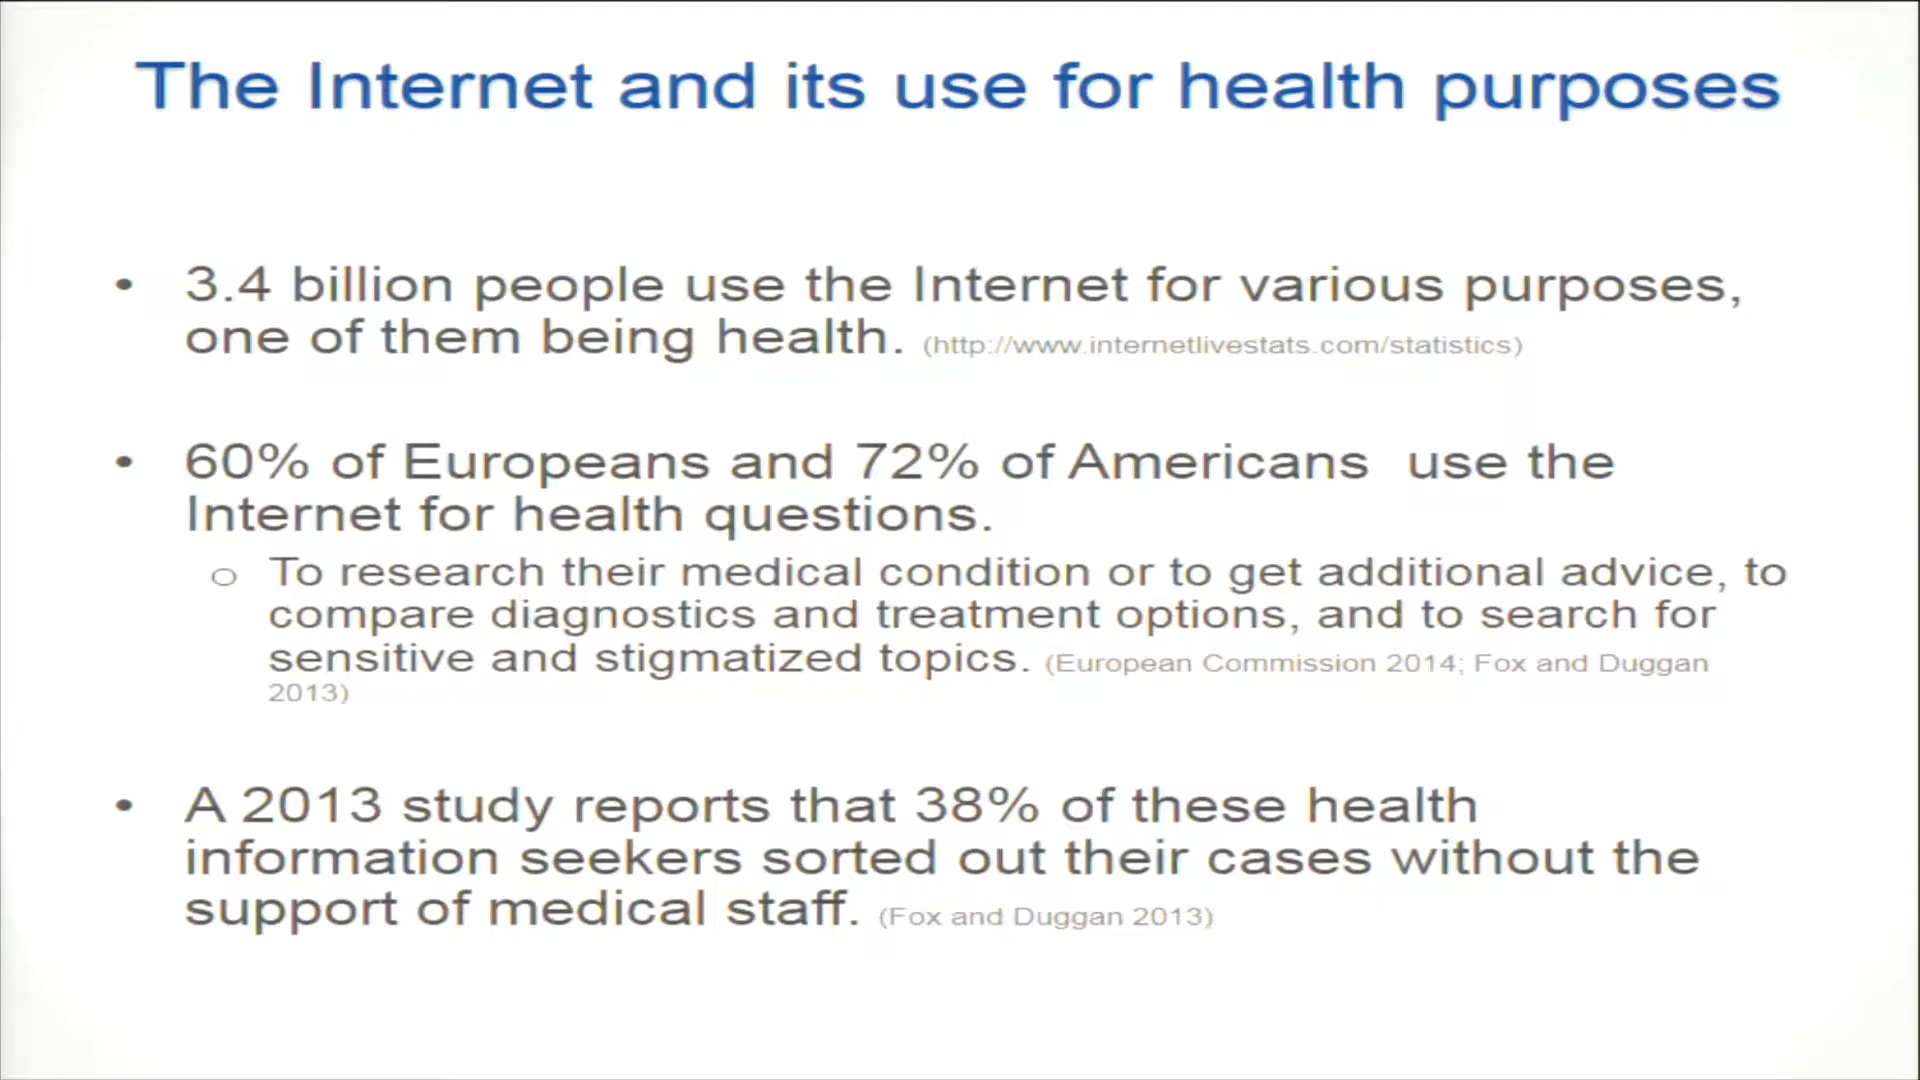 The Internet and its use for health purposes
• 3.4 billion people use the Internet for various purposes,
one of them being health. (http://www.internetlivestats.com/statistics)
• 60% of Europeans and 72% of Americans use the
Internet for health questions.
o To research their medical condition or to get additional advice, to
compare diagnostics and treatment options, and to search for
sensitive and stigmatized topics. (European Commission 2014; Fox and Duggan
2013)
• A 2013 study reports that 38% of these health
information seekers sorted out their cases without the
support of medical staff. (Fox and Duggan 2013)